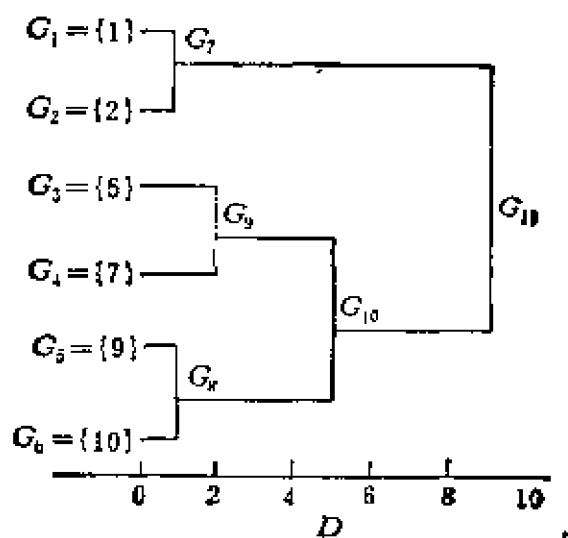 G₁={1}
G₇
G₂={2}
G₃={5}
G₉
G₁₁
G₄={7}
G₁₀
G₅={9}
G₈
G₆={10}
0 2 4 6 8 10
D